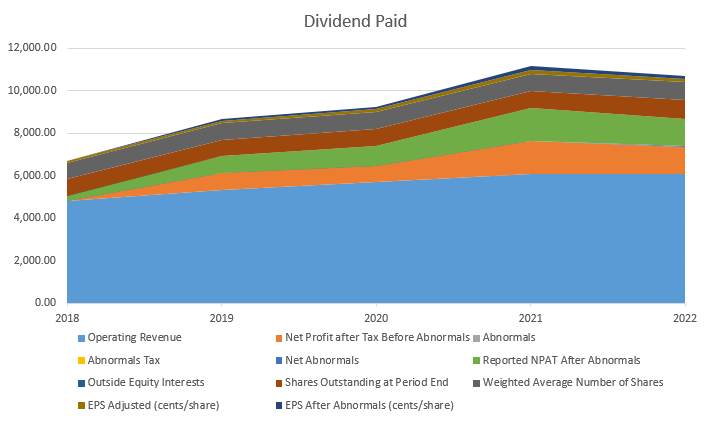 Dividend Paid
12,000.00
10,000.00
8,000.00
6,000.00
4,000.00
2,000.00
0.00
2018 2019 2020 2021 2022
Operating Revenue Net Profit after Tax Before Abnormals Abnormals
Abnormals Tax Net Abnormals Reported NPAT After Abnormals
Outside Equity Interests Shares Outstanding at Period End Weighted Average Number of Shares
EPS Adjusted (cents/share) EPS After Abnormals (cents/share)